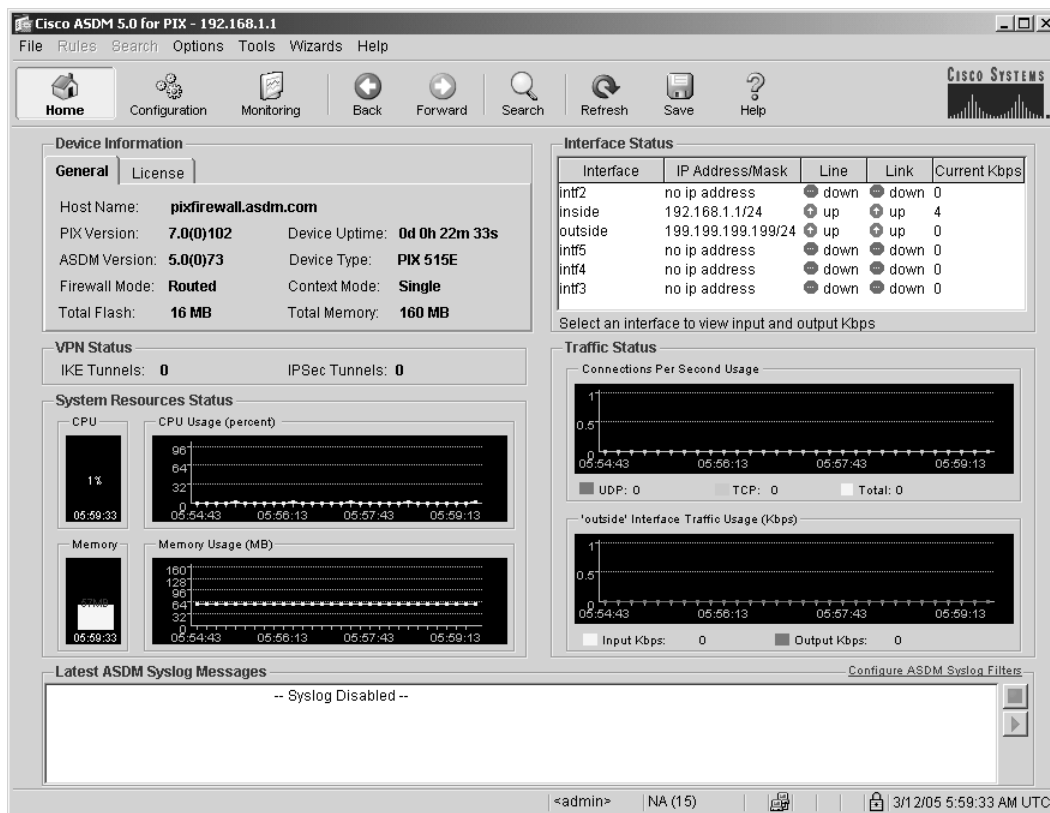 Cisco ASDM 5.0 for PIX - 192.168.1.1
File Rules Search Options Tools Wizards Help
Home Configuration Monitoring Back Forward Search Refresh Save Help
CISCO SYSTEMS
Device Information
General License
Host Name: pixfirewall.asdm.com
PIX Version: 7.0(0)102 Device Uptime: 0d 0h 22m 33s
ASDM Version: 5.0(0)73 Device Type: PIX 515E
Firewall Mode: Routed Context Mode: Single
Total Flash: 16 MB Total Memory: 160 MB
Interface Status
Interface IP Address/Mask Line Link Current Kbps
intf2 no ip address down down 0
inside 192.168.1.1/24 up up 4
outside 199.199.199.199/24 up up 0
intf5 no ip address down down 0
intf4 no ip address down down 0
intf3 no ip address down down 0
Select an interface to view input and output Kbps
VPN Status
IKE Tunnels: 0 IPSec Tunnels: 0
System Resources Status
CPU
1%
05:59:33
CPU Usage (percent)
96
64
32
0
05:54:43 05:56:13 05:57:43 05:59:13
Memory
57MB
05:59:33
Memory Usage (MB)
160
128
96
64
32
0
05:54:43 05:56:13 05:57:43 05:59:13
Traffic Status
Connections Per Second Usage
1
0.5
0
05:54:43 05:56:13 05:57:43 05:59:13
UDP: 0 TCP: 0 Total: 0
'outside' Interface Traffic Usage (Kbps)
1
0.5
0
05:54:43 05:56:13 05:57:43 05:59:13
Input Kbps: 0 Output Kbps: 0
Latest ASDM Syslog Messages
Configure ASDM Syslog Filters
-- Syslog Disabled --
<admin> NA (15) 3/12/05 5:59:33 AM UTC